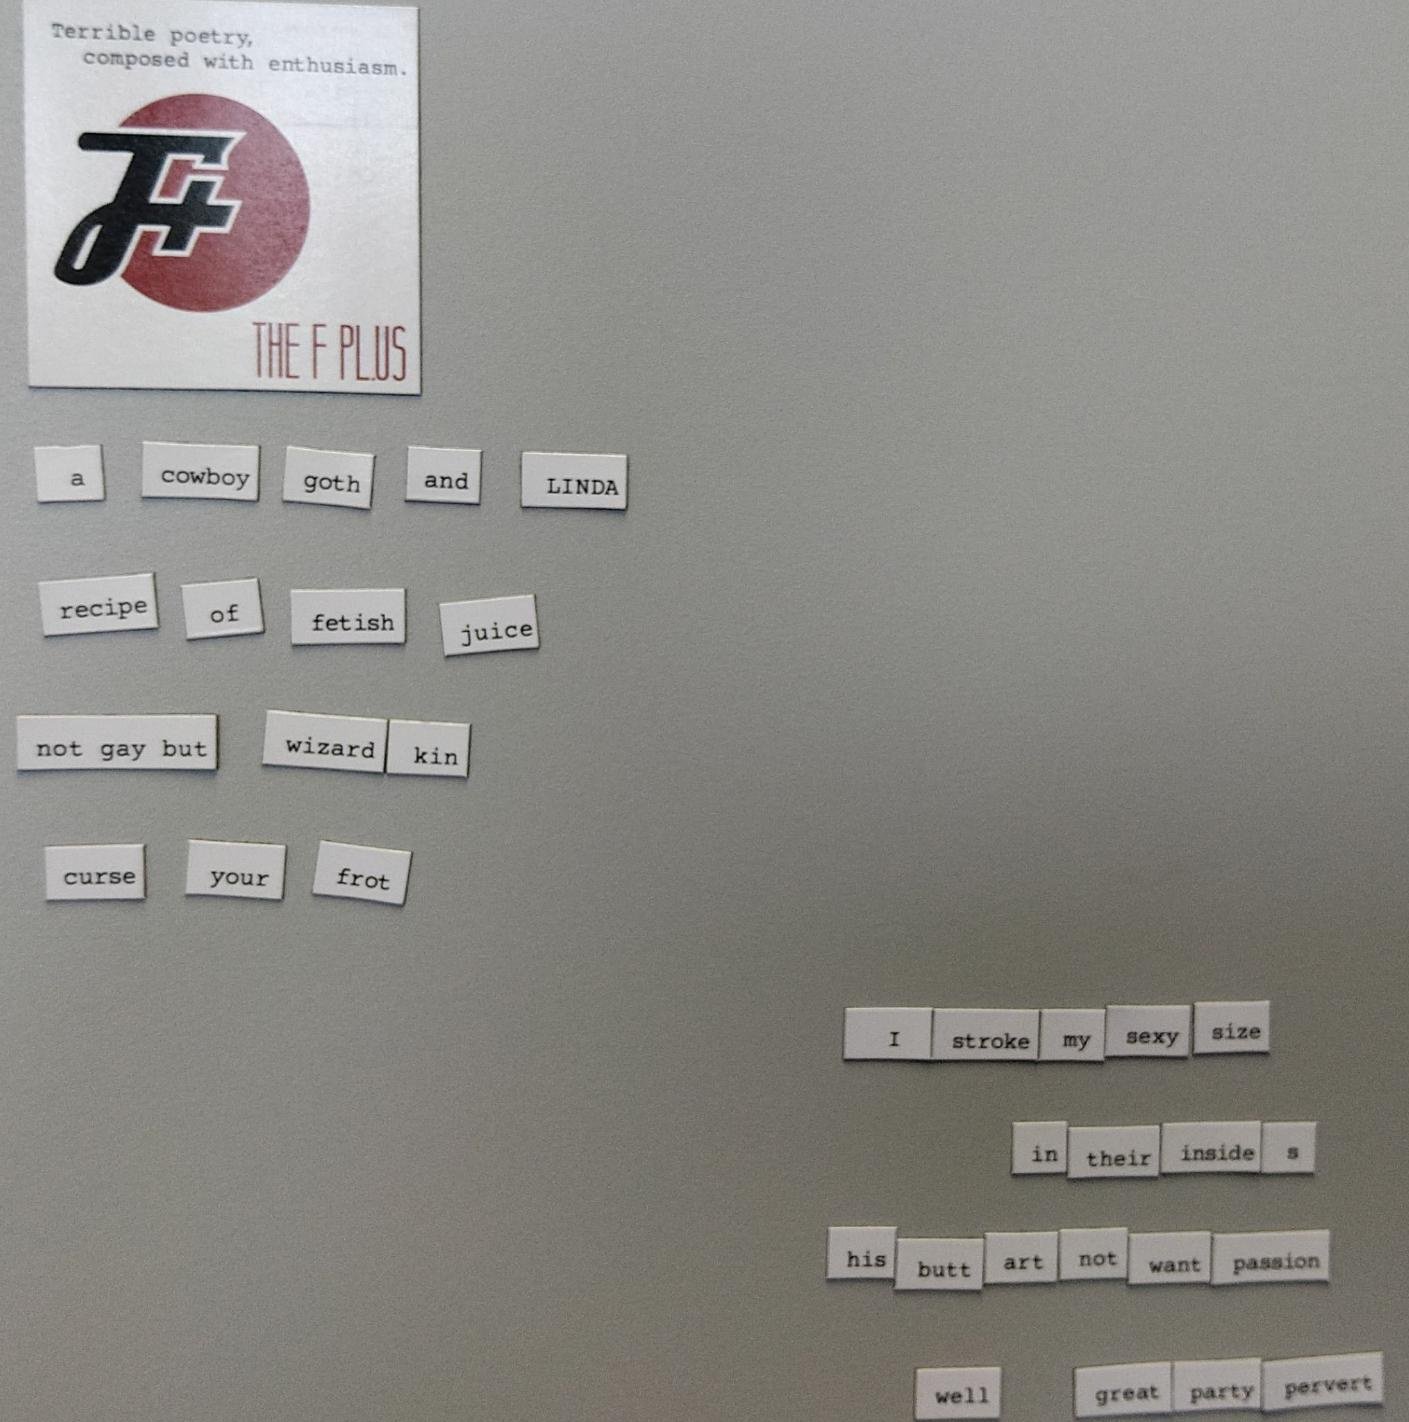 Terrible poetry,
composed with enthusiasm.
F+
THE F PLUS
a cowboy goth and LINDA
recipe of fetish juice
not gay but wizard kin
curse your frot
I stroke my sexy size
in their inside s
his butt art not want passion
well great party pervert